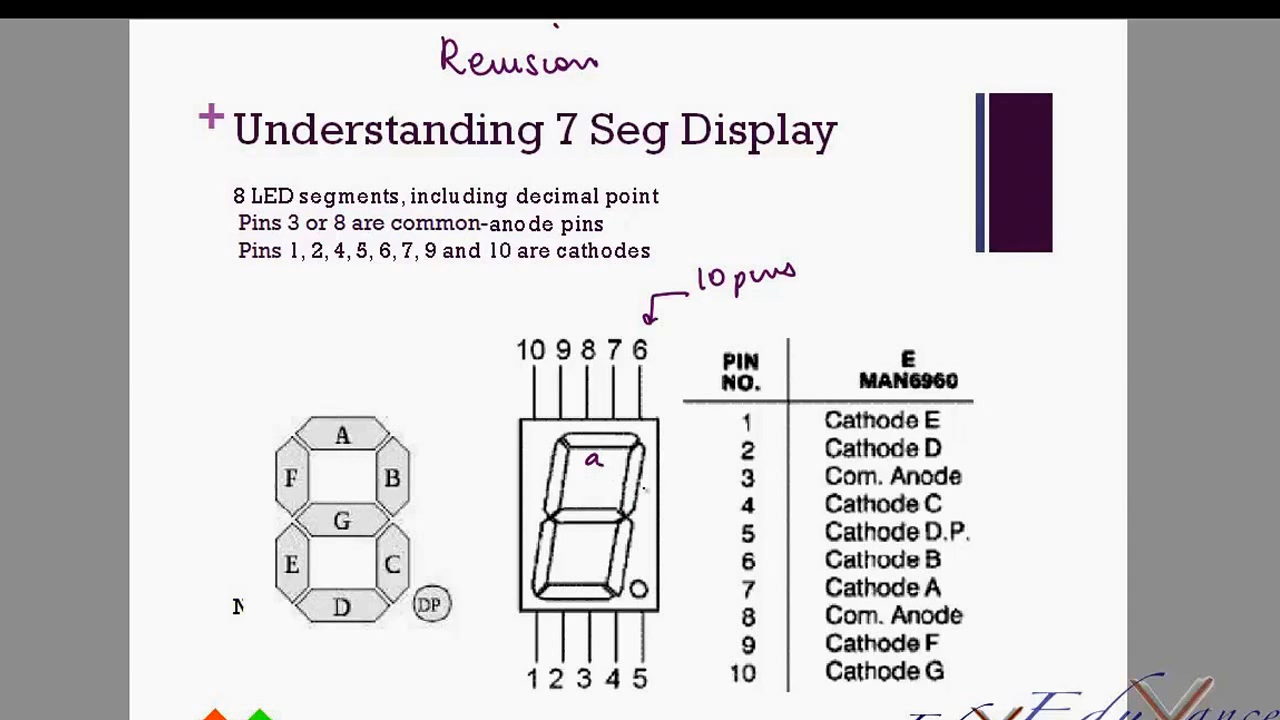 Revision
+ Understanding 7 Seg Display
8 LED segments, including decimal point
Pins 3 or 8 are common-anode pins
Pins 1, 2, 4, 5, 6, 7, 9 and 10 are cathodes
10 pins
10 9 8 7 6
a
1 2 3 4 5
A
F B
G
E C
D DP
N
PIN NO. E MAN6960
1 Cathode E
2 Cathode D
3 Com. Anode
4 Cathode C
5 Cathode D.P.
6 Cathode B
7 Cathode A
8 Com. Anode
9 Cathode F
10 Cathode G